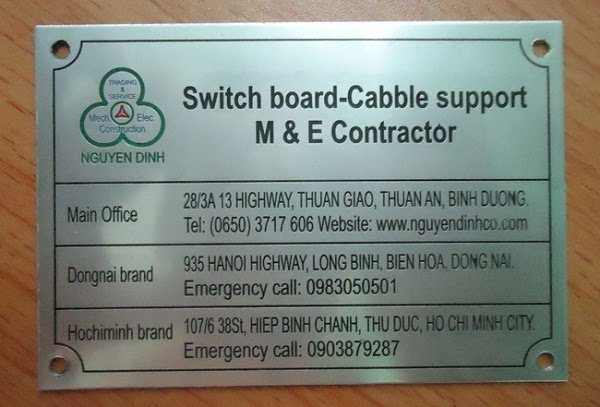 TRADING
&
SERVICE
Mech Elec
Construction
NGUYEN DINH
Switch board-Cabble support
M & E Contractor
Main Office
28/3A 13 HIGHWAY, THUAN GIAO, THUAN AN, BINH DUONG.
Tel: (0650) 3717 606 Website: www.nguyendinhco.com
Dongnai brand
935 HANOI HIGHWAY, LONG BINH, BIEN HOA, DONG NAI.
Emergency call: 0983050501
Hochiminh brand
107/6 38St, HIEP BINH CHANH, THU DUC, HO CHI MINH CITY.
Emergency call: 0903879287